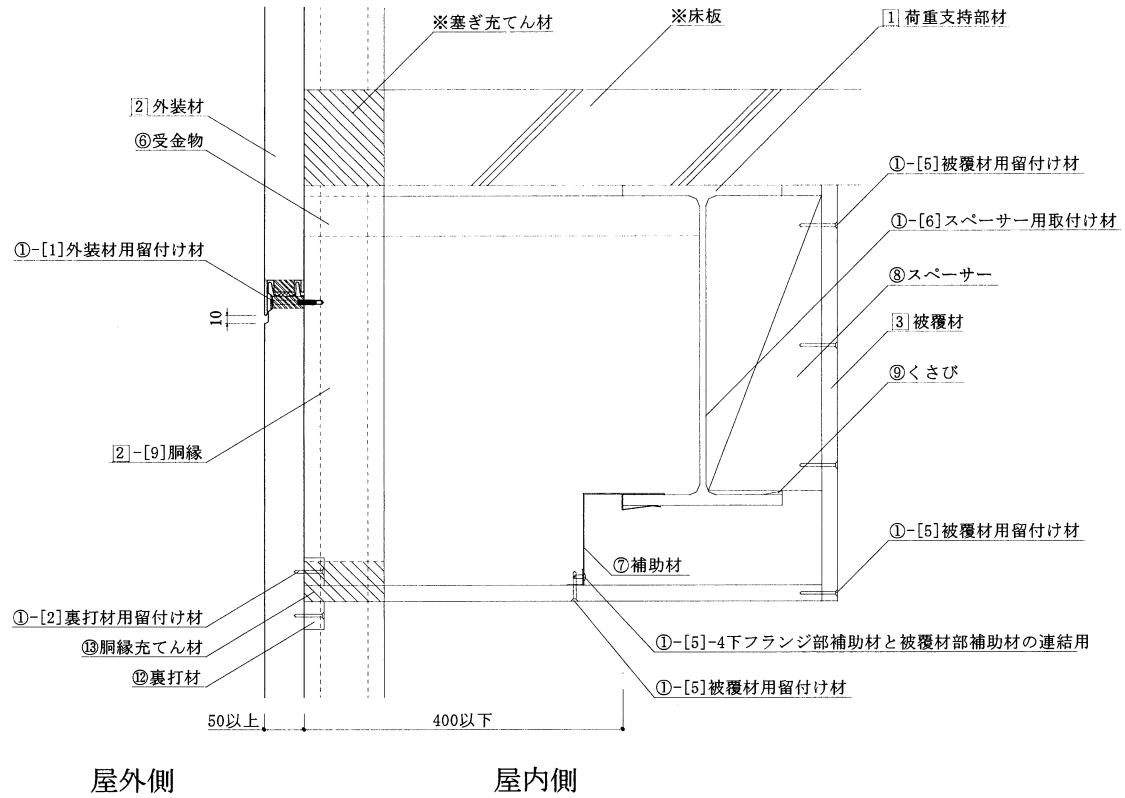 ※塞ぎ充てん材
※床板
1 荷重支持部材
2 外装材
⑥受金物
①-[5]被覆材用留付け材
①-[6]スペーサー用取付け材
①-[1]外装材用留付け材
⑧スペーサー
10
3 被覆材
⑨くさび
2-[9]胴縁
①-[5]被覆材用留付け材
⑦補助材
①-[2]裏打材用留付け材
①-[5]-4下フランジ部補助材と被覆材部補助材の連結用
⑬胴縁充てん材
⑫裏打材
①-[5]被覆材用留付け材
50以上
400以下
屋外側
屋内側